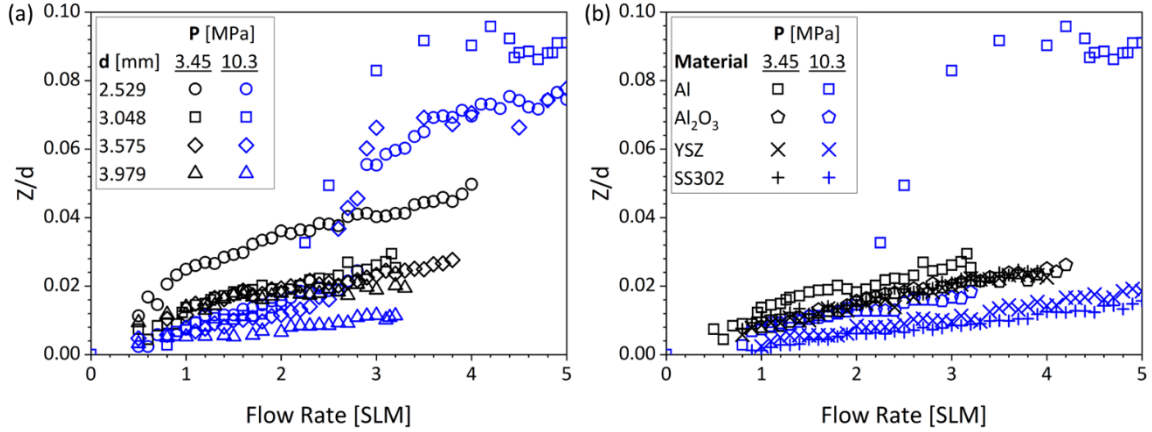 (a)
0.10
0.08
0.06
0.04
0.02
0.00
Z/d
P [MPa]
d [mm] 3.45 10.3
2.529
3.048
3.575
3.979
0 1 2 3 4 5
Flow Rate [SLM]
(b)
0.10
0.08
0.06
0.04
0.02
0.00
Z/d
P [MPa]
Material 3.45 10.3
Al
Al₂O₃
YSZ
SS302
0 1 2 3 4 5
Flow Rate [SLM]